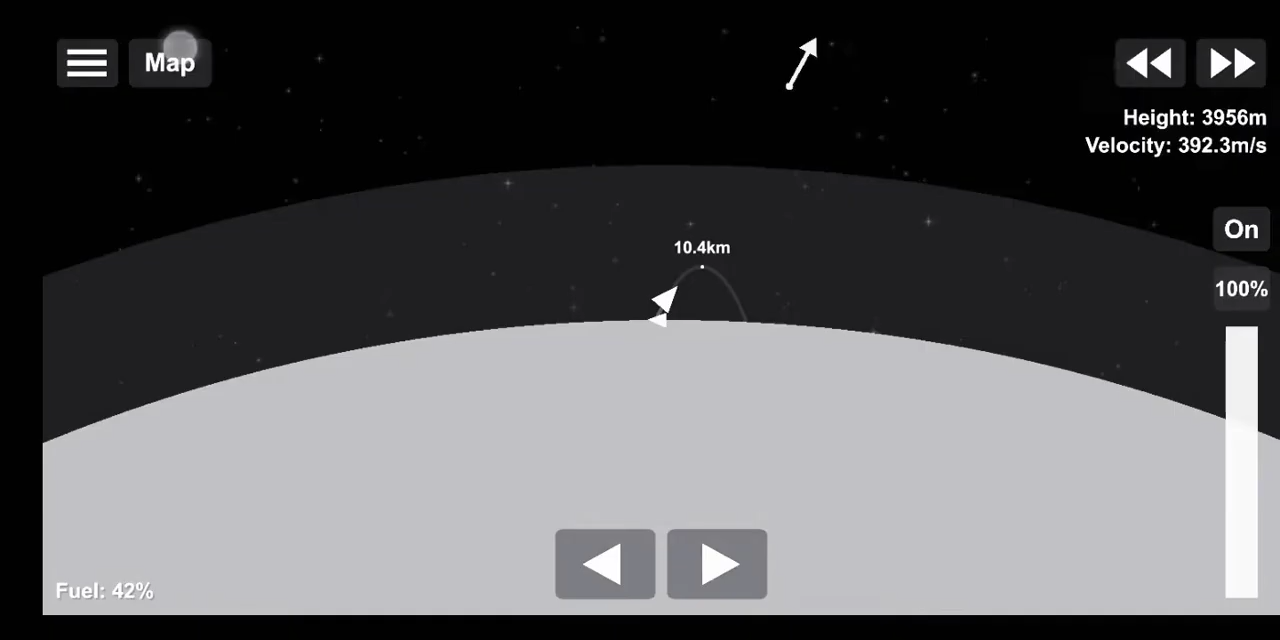 Map
Height: 3956m
Velocity: 392.3m/s
On
10.4km
100%
Fuel: 42%